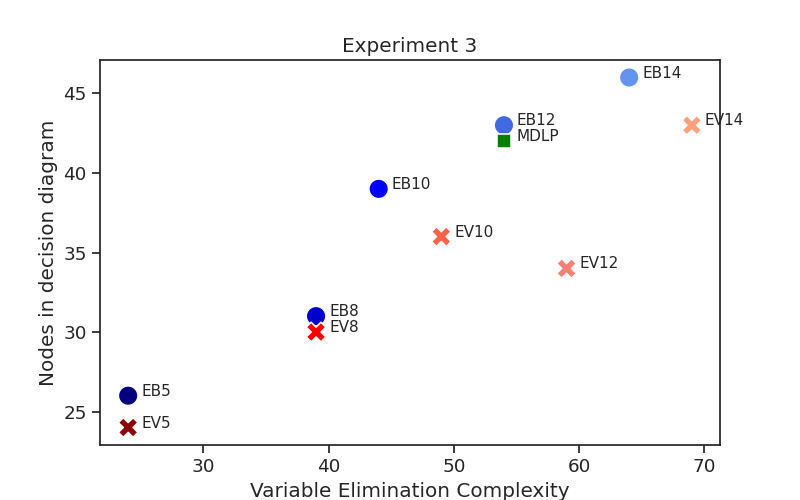 Experiment 3
Nodes in decision diagram
45
40
35
30
25
EB14
EV14
EB12
MDLP
EB10
EV10
EV12
EB8
EV8
EB5
EV5
30
40
50
60
70
Variable Elimination Complexity